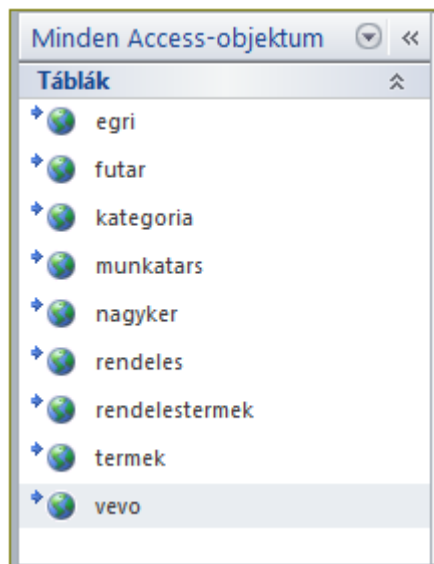 Minden Access-objektum
Táblák
egri
futar
kategoria
munkatars
nagyker
rendeles
rendelestermek
termek
vevo